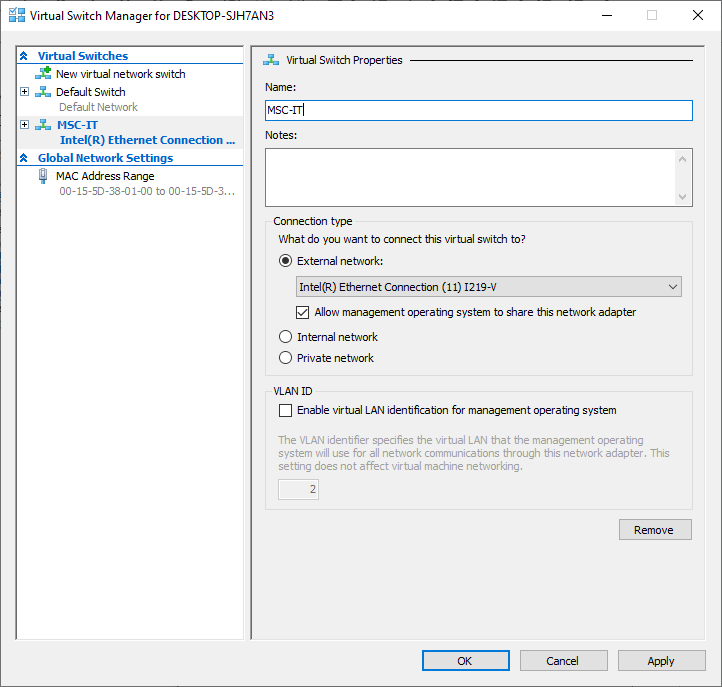 Virtual Switch Manager for DESKTOP-SJH7AN3
Virtual Switches
New virtual network switch
Default Switch
Default Network
MSC-IT
Intel(R) Ethernet Connection ...
Global Network Settings
MAC Address Range
00-15-5D-38-01-00 to 00-15-5D-3...
Virtual Switch Properties
Name:
MSC-IT
Notes:
Connection type
What do you want to connect this virtual switch to?
External network:
Intel(R) Ethernet Connection (11) I219-V
Allow management operating system to share this network adapter
Internal network
Private network
VLAN ID
Enable virtual LAN identification for management operating system
The VLAN identifier specifies the virtual LAN that the management operating
system will use for all network communications through this network adapter. This
setting does not affect virtual machine networking.
2
Remove
OK
Cancel
Apply